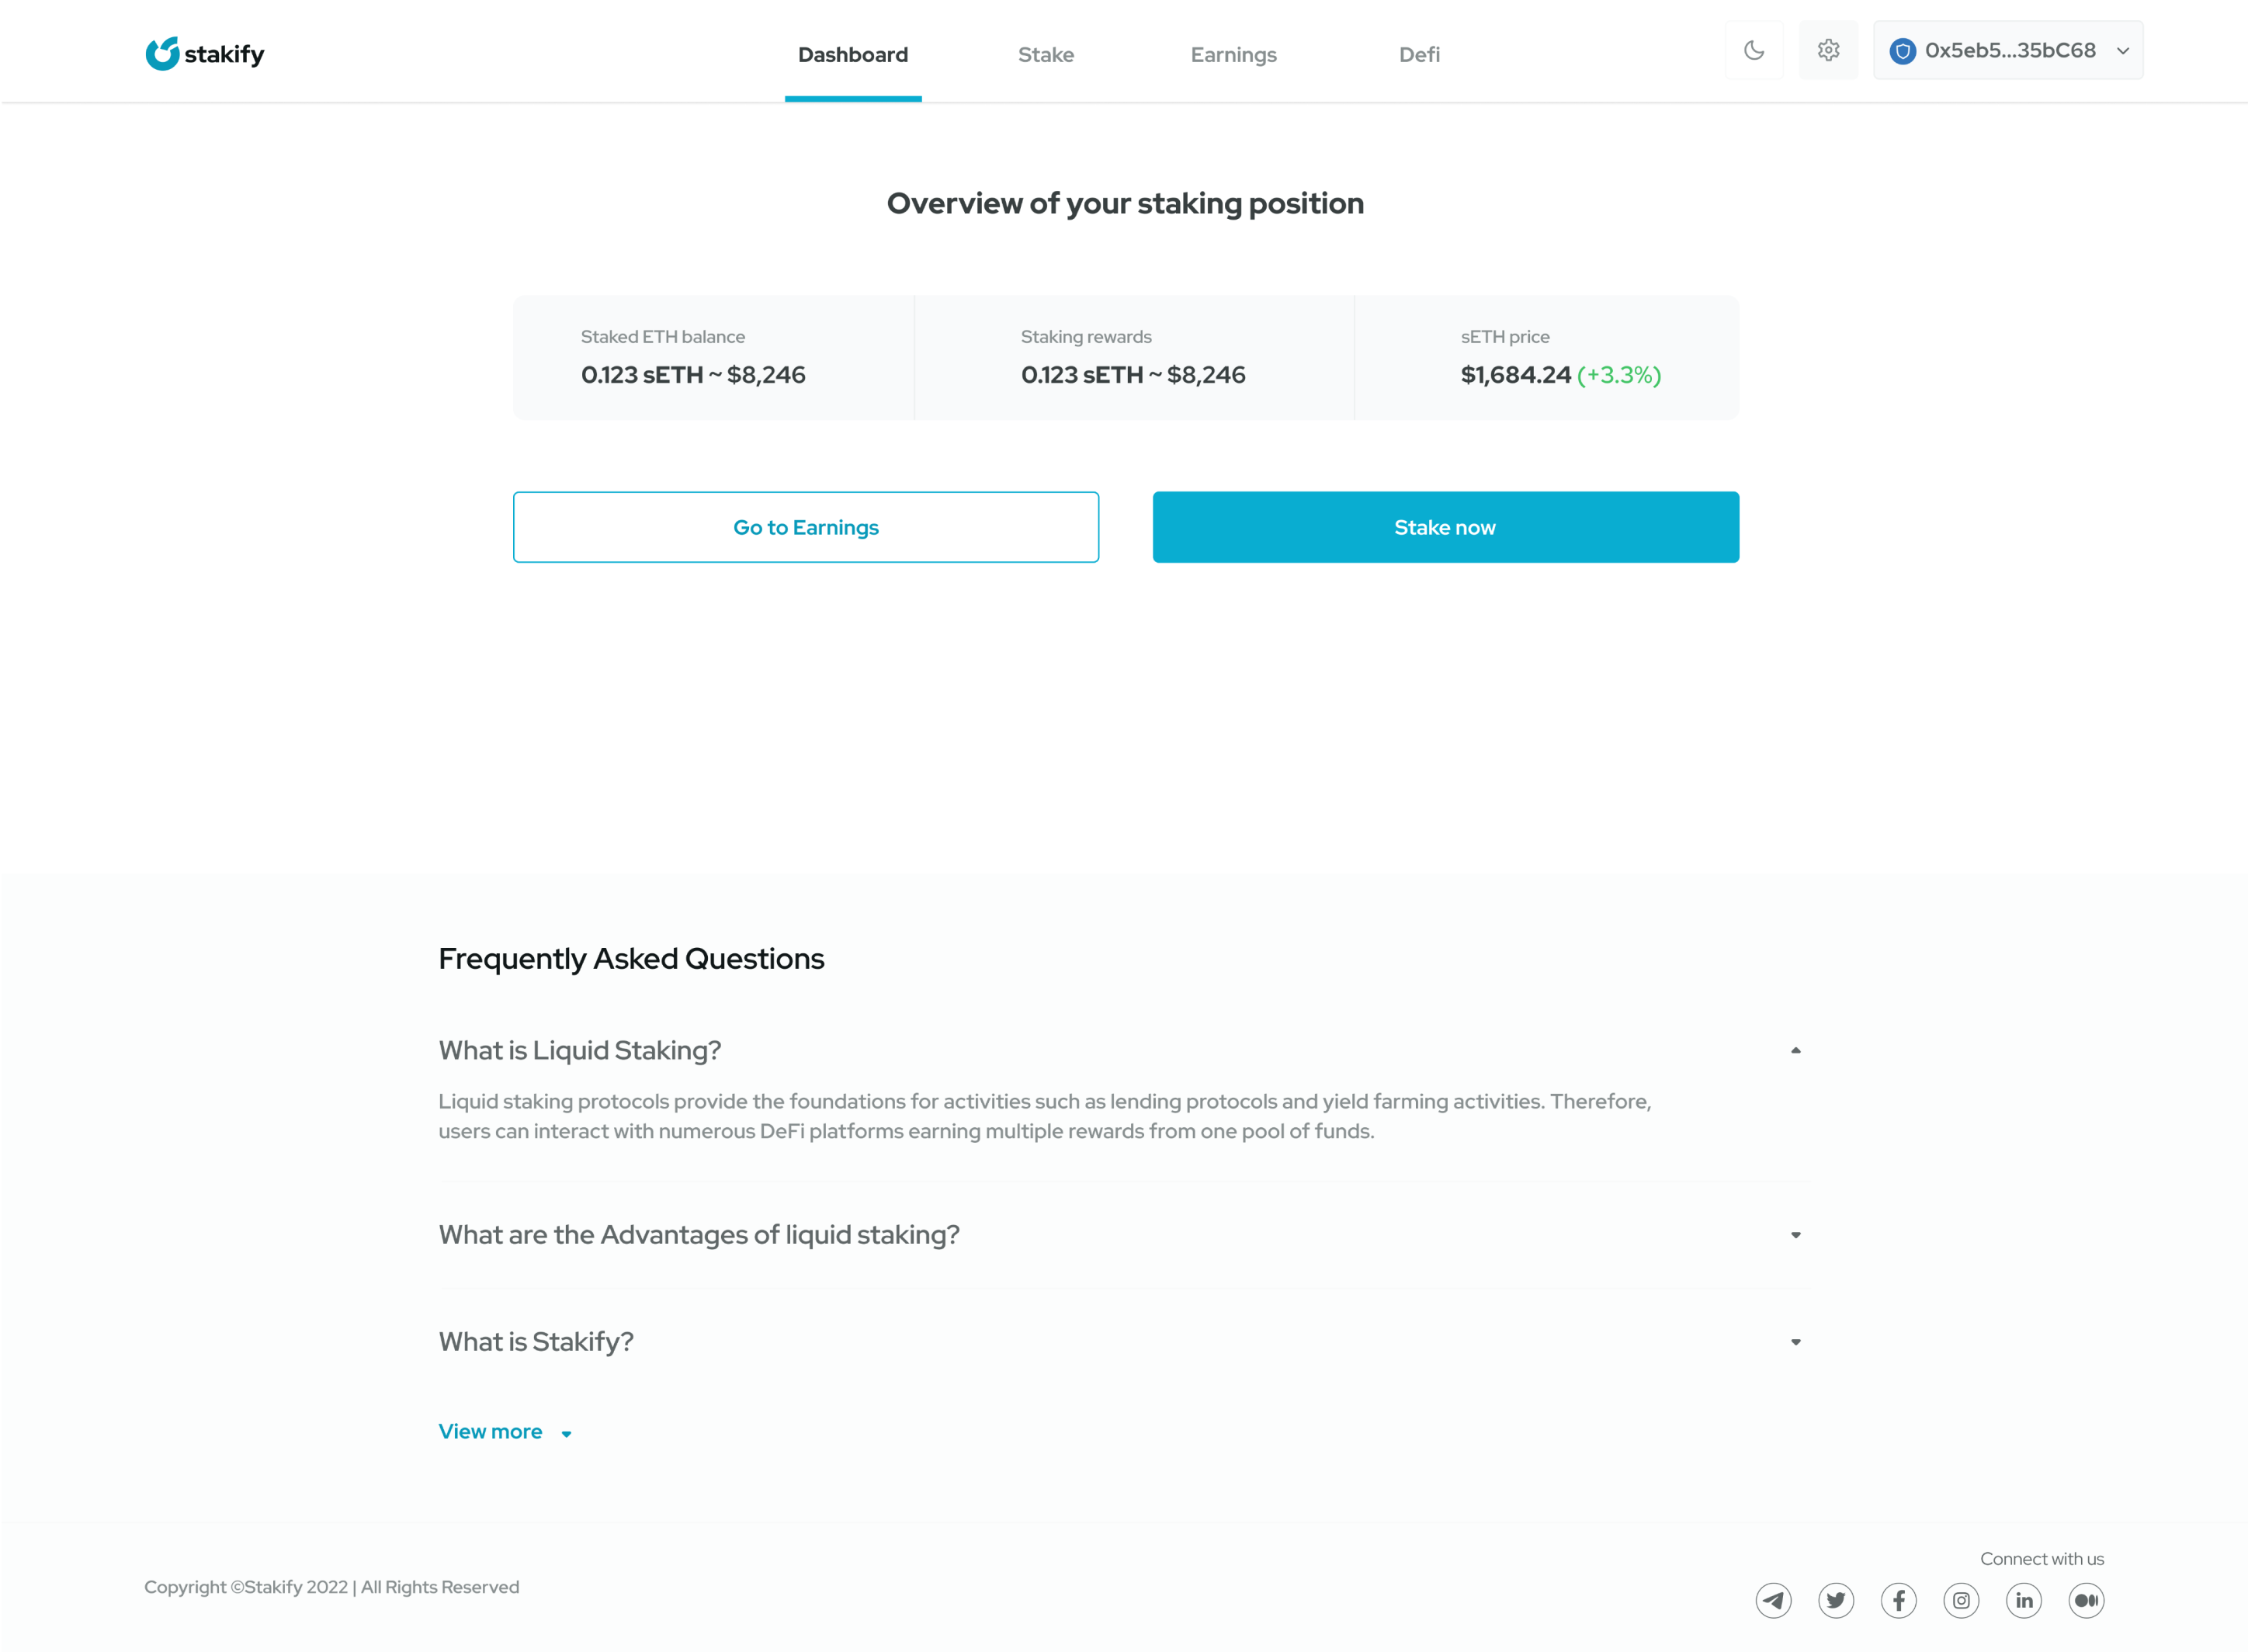 stakify
Dashboard
Stake
Earnings
Defi
0x5eb5...35bC68
Overview of your staking position
Staked ETH balance
0.123 sETH ~ $8,246
Staking rewards
0.123 sETH ~ $8,246
sETH price
$1,684.24 (+3.3%)
Go to Earnings
Stake now
Frequently Asked Questions
What is Liquid Staking?
Liquid staking protocols provide the foundations for activities such as lending protocols and yield farming activities. Therefore,
users can interact with numerous DeFi platforms earning multiple rewards from one pool of funds.
What are the Advantages of liquid staking?
What is Stakify?
View more
Connect with us
Copyright ©Stakify 2022 | All Rights Reserved